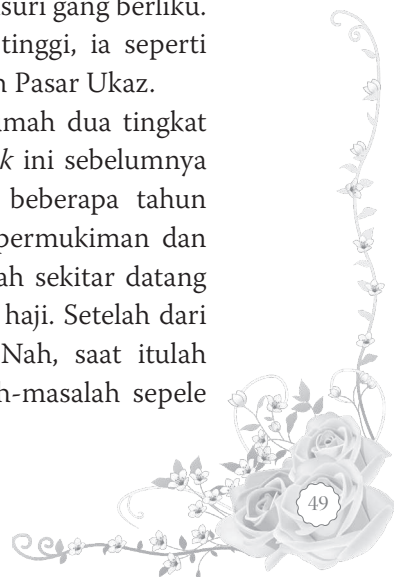 suri gang berliku.
tinggi, ia seperti
n Pasar Ukaz.
mah dua tingkat
k ini sebelumnya
beberapa tahun
permukiman dan
ah sekitar datang
haji. Setelah dari
Nah, saat itulah
h-masalah sepele
49